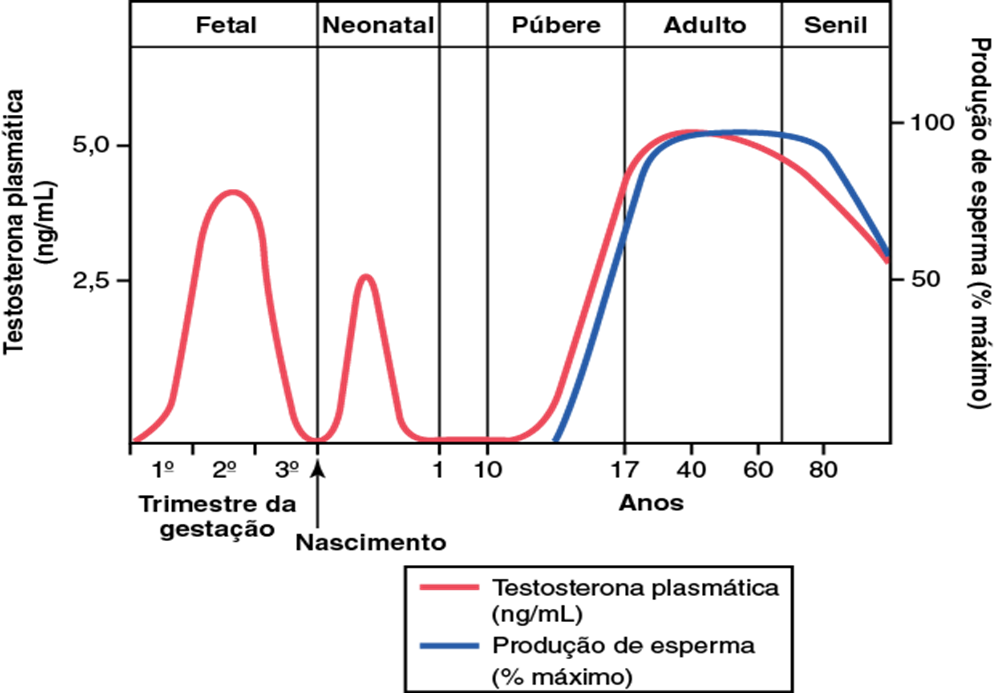 Fetal
Neonatal
Púbere
Adulto
Senil
Testosterona plasmática
(ng/mL)
5,0
2,5
100
50
Produção de esperma (% máximo)
1º
2º
3º
1
10
17
40
60
80
Trimestre da
gestação
Nascimento
Anos
Testosterona plasmática
(ng/mL)
Produção de esperma
(% máximo)